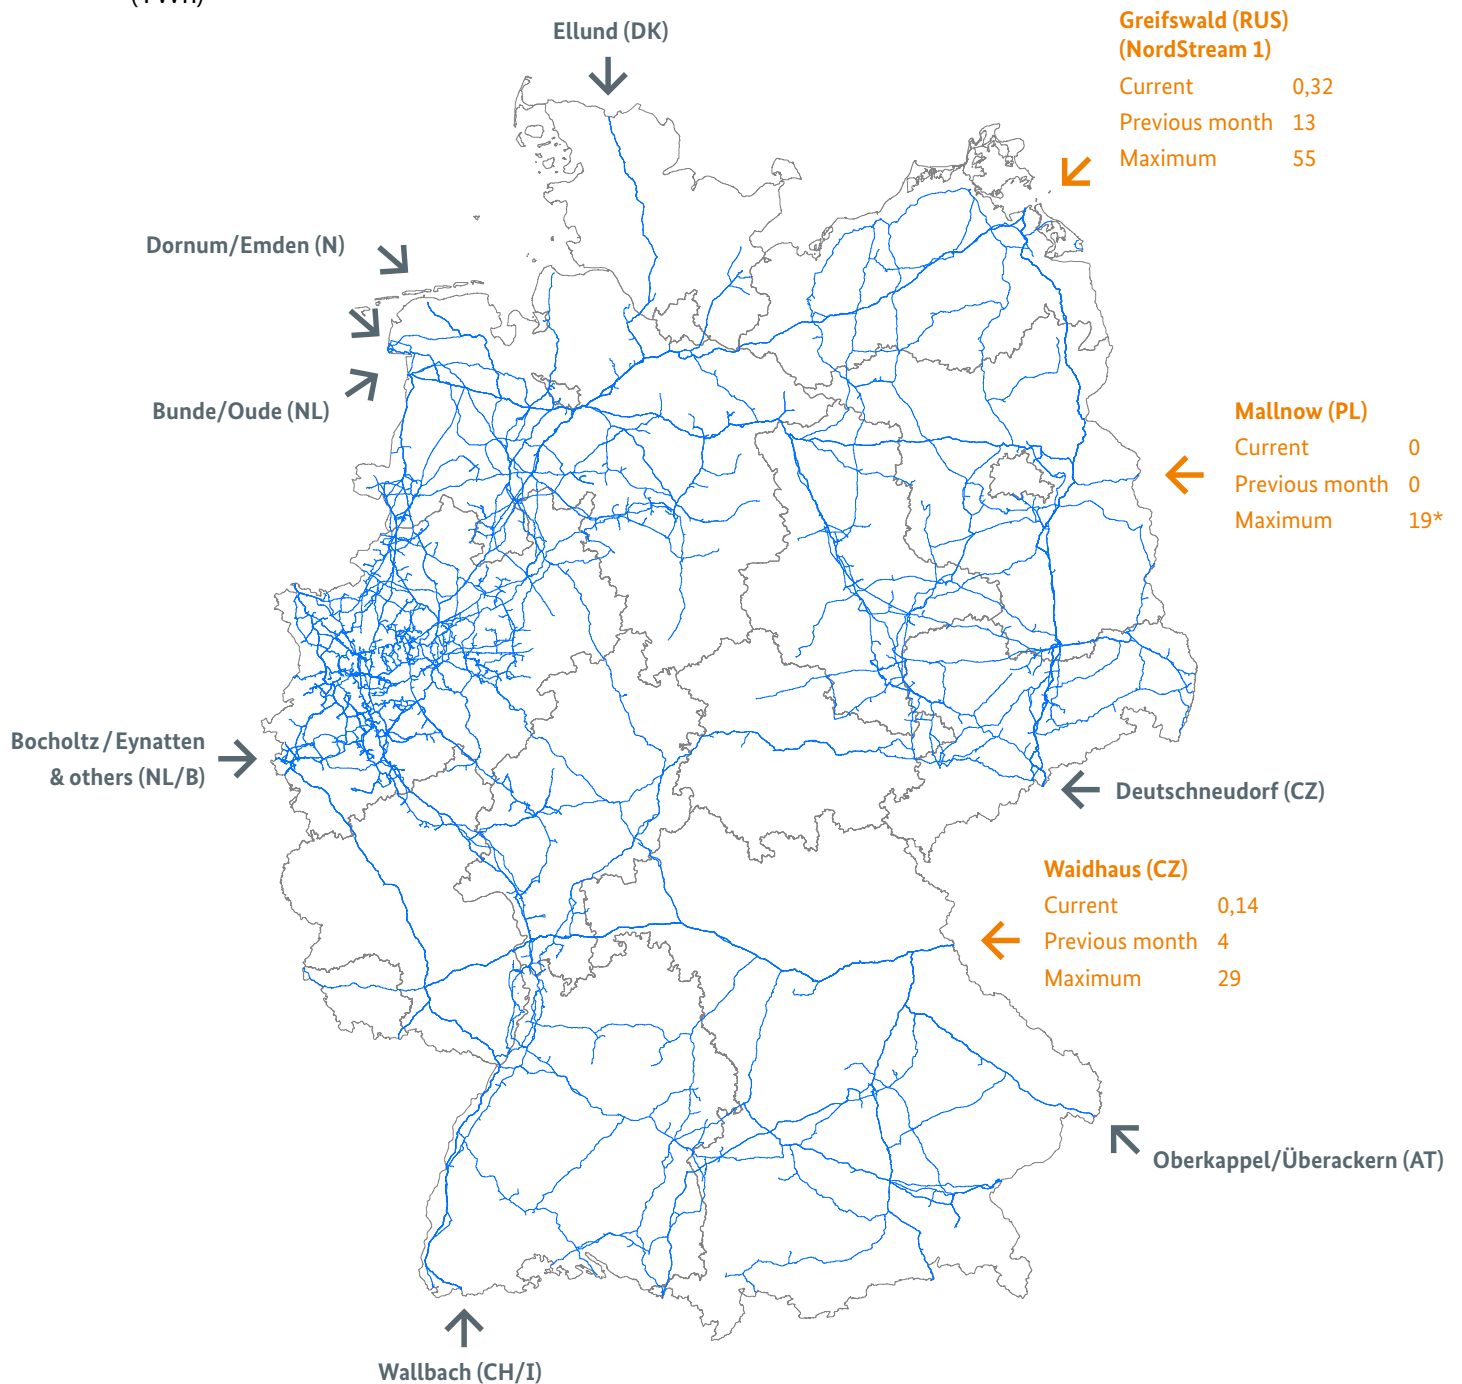 (TWh)
Ellund (DK)
Greifswald (RUS)
(NordStream 1)
Current 0,32
Previous month 13
Maximum 55
Dornum/Emden (N)
Bunde/Oude (NL)
Mallnow (PL)
Current 0
Previous month 0
Maximum 19*
Bocholtz / Eynatten
& others (NL/B)
Deutschneudorf (CZ)
Waidhaus (CZ)
Current 0,14
Previous month 4
Maximum 29
Oberkappel/Überackern (AT)
Wallbach (CH/I)